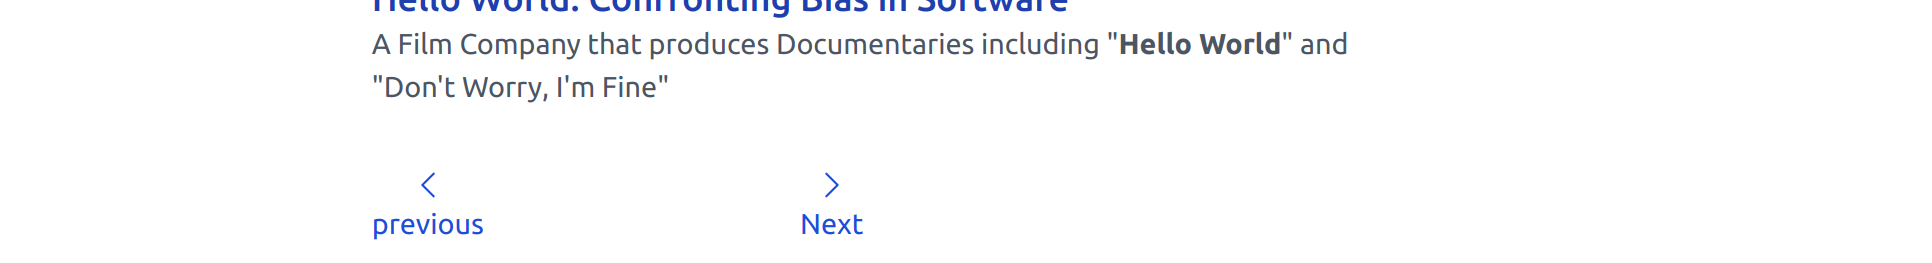 Hello World: Confronting Bias in Software
A Film Company that produces Documentaries including "Hello World" and
"Don't Worry, I'm Fine"
previous
Next